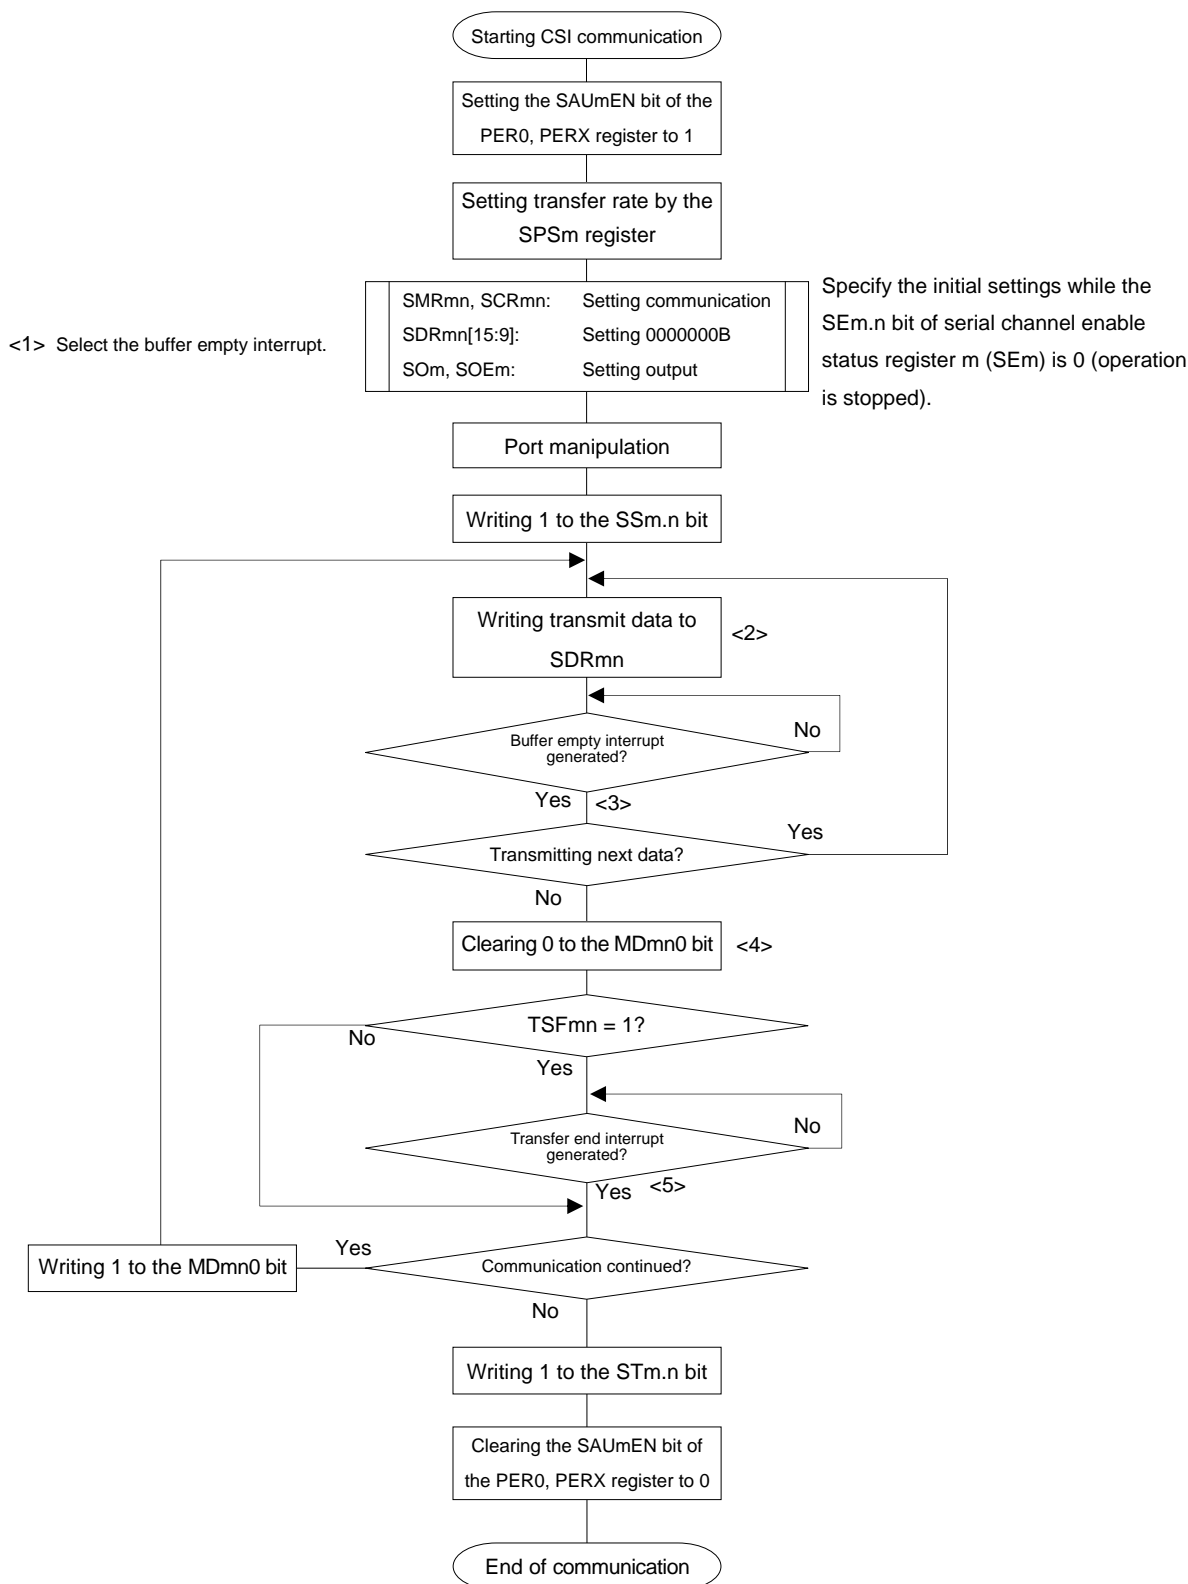 Starting CSI communication
Setting the SAUmEN bit of the
PER0, PERX register to 1
Setting transfer rate by the
SPSm register
<1> Select the buffer empty interrupt.
SMRmn, SCRmn: Setting communication
SDRmn[15:9]: Setting 0000000B
SOm, SOEm: Setting output
Specify the initial settings while the
SEm.n bit of serial channel enable
status register m (SEm) is 0 (operation
is stopped).
Port manipulation
Writing 1 to the SSm.n bit
Writing transmit data to
SDRmn
<2>
No
Buffer empty interrupt
generated?
Yes <3>
Yes
Transmitting next data?
No
Clearing 0 to the MDmn0 bit <4>
TSFmn = 1?
No
Yes
No
Transfer end interrupt
generated?
Yes <5>
Yes
Writing 1 to the MDmn0 bit
Communication continued?
No
Writing 1 to the STm.n bit
Clearing the SAUmEN bit of
the PER0, PERX register to 0
End of communication